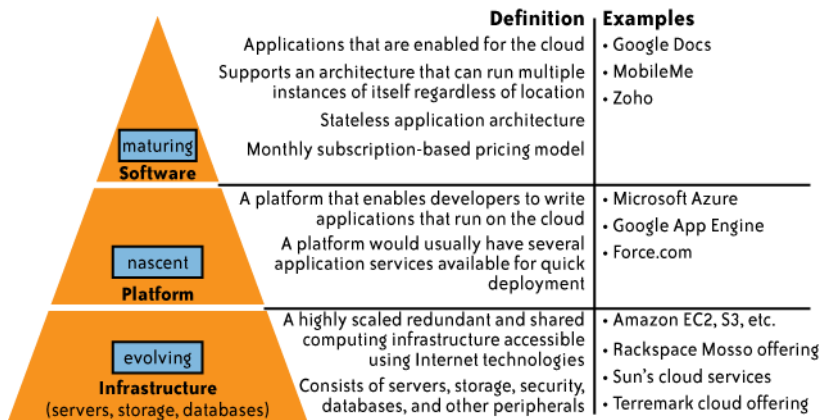 Definition
Examples
Applications that are enabled for the cloud
Supports an architecture that can run multiple
instances of itself regardless of location
Stateless application architecture
Monthly subscription-based pricing model
• Google Docs
• MobileMe
• Zoho
maturing
Software
A platform that enables developers to write
applications that run on the cloud
A platform would usually have several
application services available for quick
deployment
• Microsoft Azure
• Google App Engine
• Force.com
nascent
Platform
A highly scaled redundant and shared
computing infrastructure accessible
using Internet technologies
Consists of servers, storage, security,
databases, and other peripherals
• Amazon EC2, S3, etc.
• Rackspace Mosso offering
• Sun's cloud services
• Terremark cloud offering
evolving
Infrastructure
(servers, storage, databases)